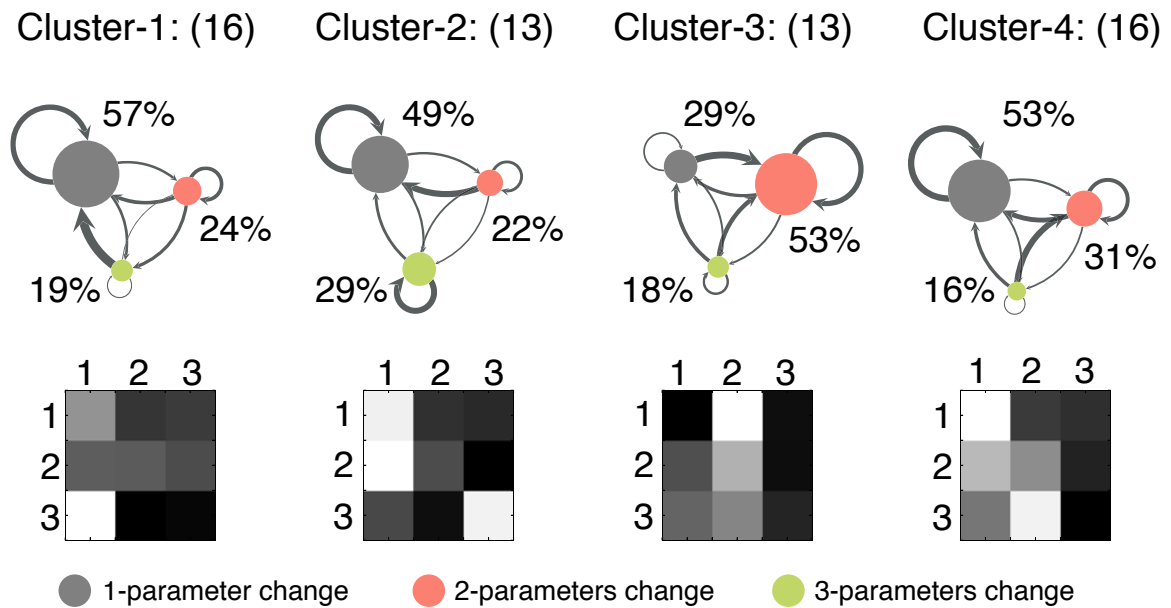 Cluster-1: (16) Cluster-2: (13) Cluster-3: (13) Cluster-4: (16)
57% 49% 29% 53%
24% 22% 53% 31%
19% 29% 18% 16%
1 2 3 1 2 3 1 2 3 1 2 3
1 1 1 1
2 2 2 2
3 3 3 3
1-parameter change 2-parameters change 3-parameters change